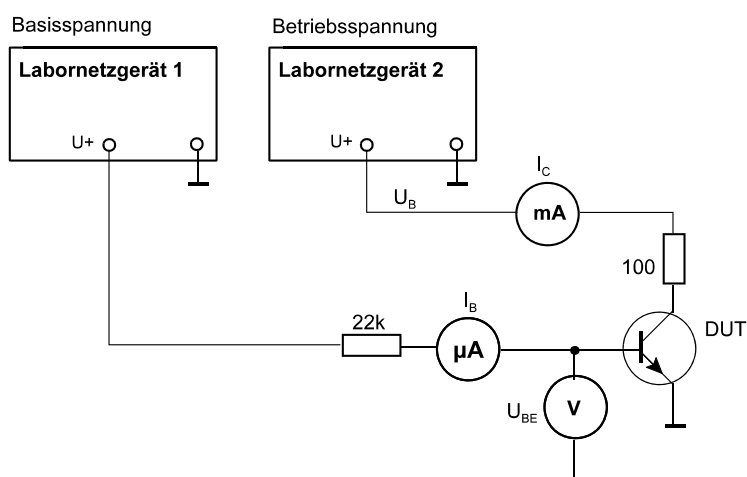 Basisspannung
Betriebsspannung
Labornetzgerät 1
Labornetzgerät 2
U+
U+
I_C
U_B
mA
100
I_B
22k
DUT
µA
U_BE
V